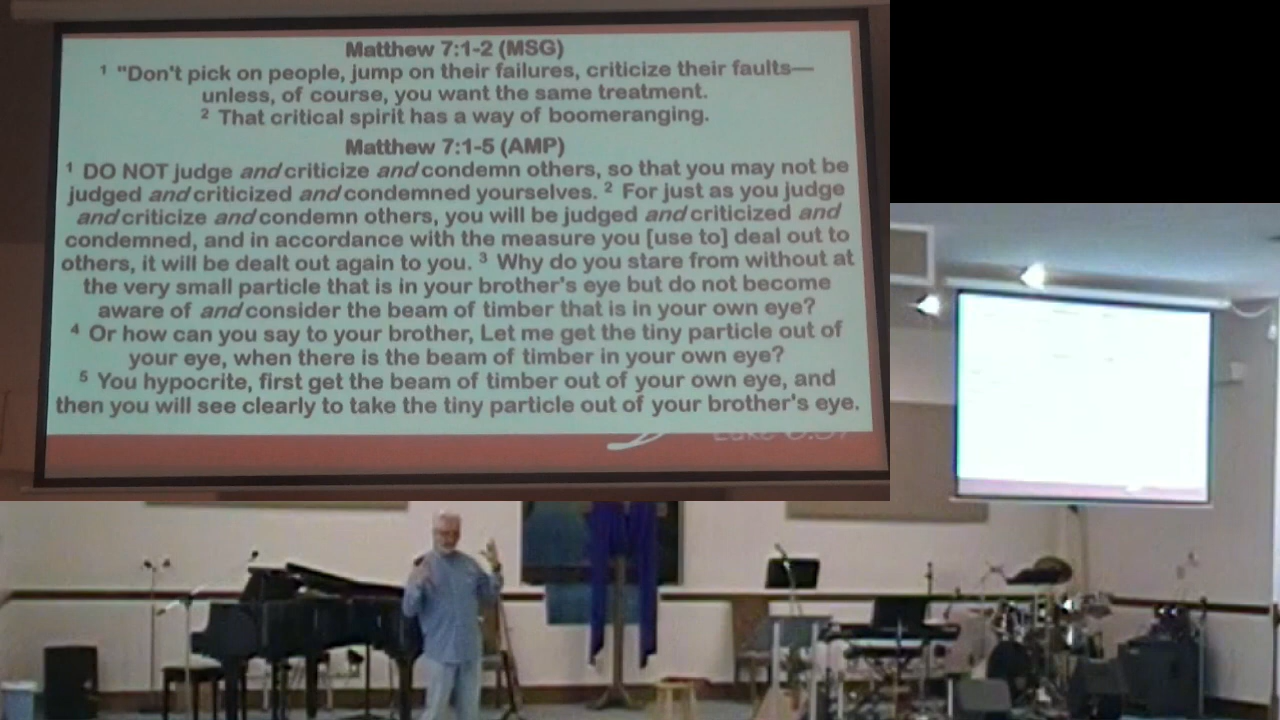 Matthew 7:1-2 (MSG)
1 "Don't pick on people, jump on their failures, criticize their faults—
unless, of course, you want the same treatment.
2 That critical spirit has a way of boomeranging.
Matthew 7:1-5 (AMP)
1 DO NOT judge and criticize and condemn others, so that you may not be
judged and criticized and condemned yourselves. 2 For just as you judge
and criticize and condemn others, you will be judged and criticized and
condemned, and in accordance with the measure you [use to] deal out to
others, it will be dealt out again to you. 3 Why do you stare from without at
the very small particle that is in your brother's eye but do not become
aware of and consider the beam of timber that is in your own eye?
4 Or how can you say to your brother, Let me get the tiny particle out of
your eye, when there is the beam of timber in your own eye?
5 You hypocrite, first get the beam of timber out of your own eye, and
then you will see clearly to take the tiny particle out of your brother's eye.